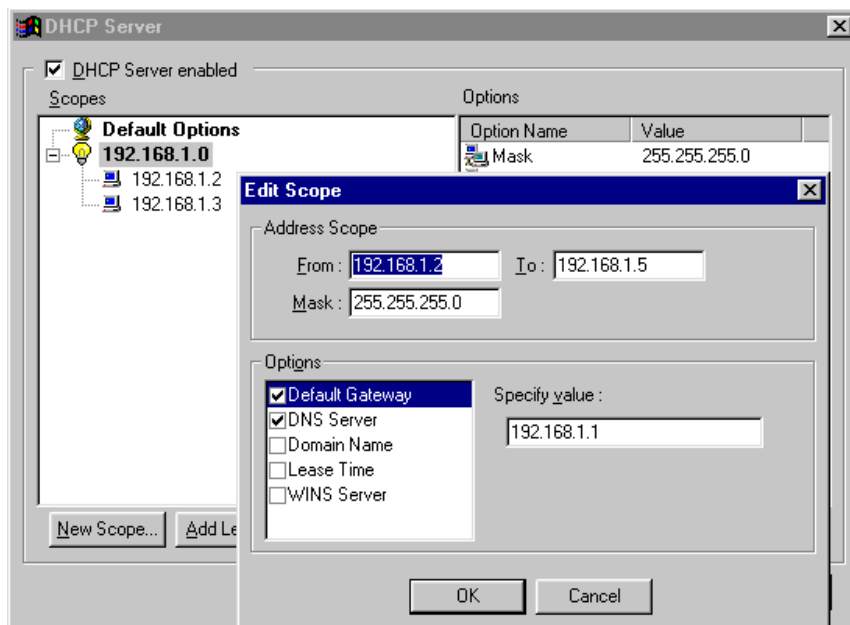 DHCP Server
DHCP Server enabled
Scopes
Options
Default Options
192.168.1.0
192.168.1.2
192.168.1.3
Option Name Value
Mask 255.255.255.0
Edit Scope
Address Scope
From : 192.168.1.2 To : 192.168.1.5
Mask : 255.255.255.0
Options
Default Gateway
DNS Server
Domain Name
Lease Time
WINS Server
Specify value :
192.168.1.1
New Scope... Add Le
OK Cancel